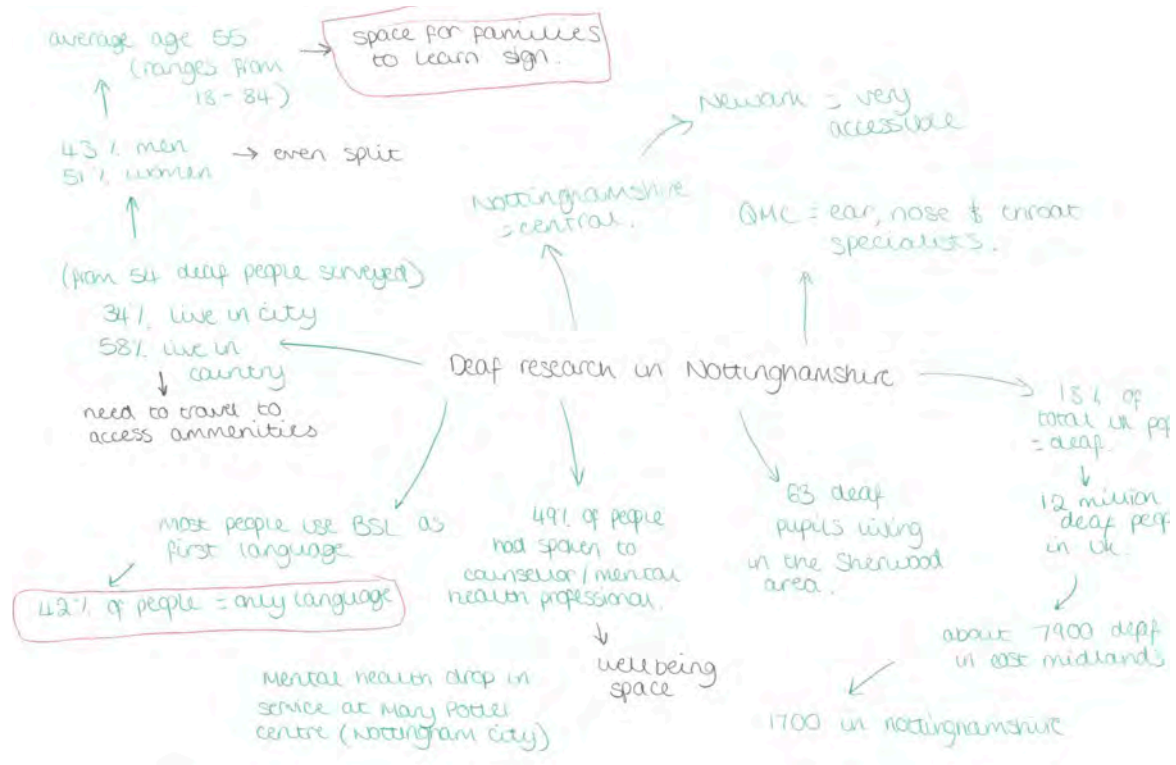 average age 55
(ranges from
18 - 84)
space for families
to learn sign.
43% men
51% women
even split
(from 54 deaf people surveyed)
34% live in city
58% live in
country
need to travel to
access ammenities
Nottinghamshire
= central.
Newark = very
accessible
QMC = ear, nose & throat
specialists.
Deaf research in Nottinghamshire
most people use BSL as
first language
42% of people = only language
49% of people
had spoken to
counsellor/mental
health professional.
wellbeing
space
Mental health drop in
service at Mary Potter
centre (Nottingham city)
63 deaf
pupils living
in the Sherwood
area.
18% of
total uk pop
= deaf.
12 million
deaf peop
in uk.
about 7900 deaf
in east midlands
1700 in nottinghamshire